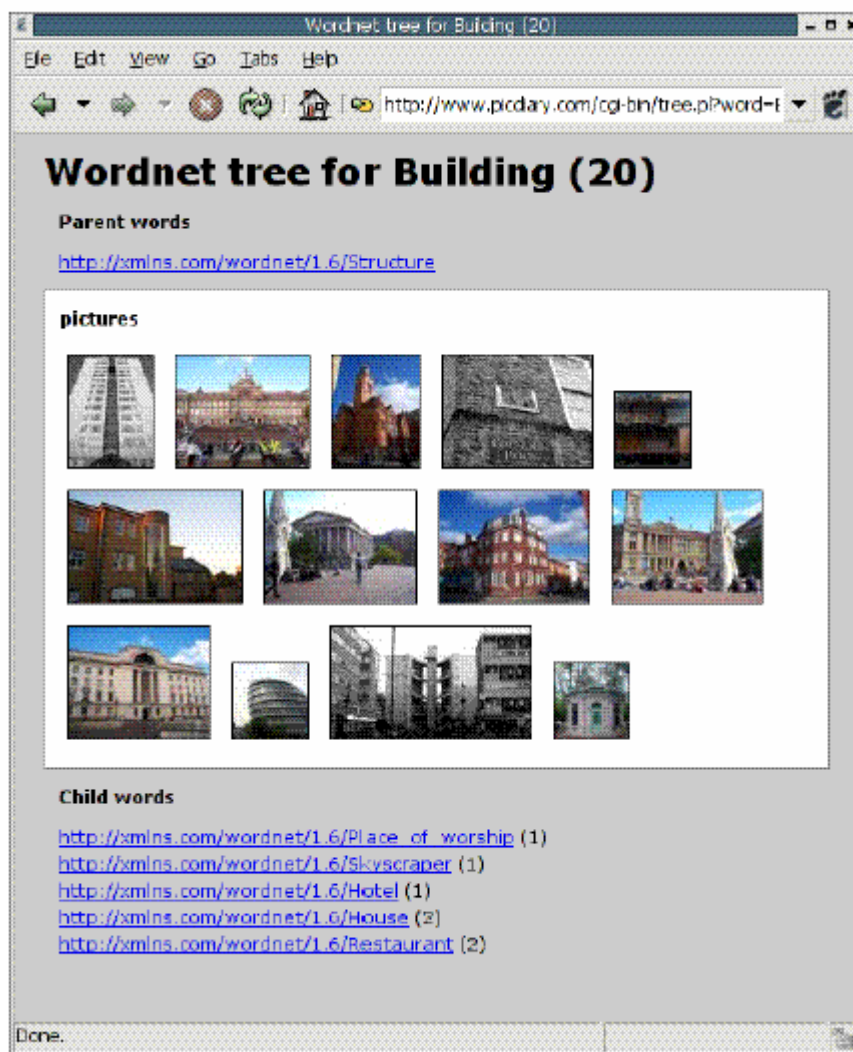 Wordnet tree for Building (20)
File Edit View Go Tabs Help
http://www.picdiary.com/cgi-bin/tree.pl?word=E
Wordnet tree for Building (20)
Parent words
http://xmlns.com/wordnet/1.6/Structure
pictures
Child words
http://xmlns.com/wordnet/1.6/Place_of_worship (1)
http://xmlns.com/wordnet/1.6/Skyscraper (1)
http://xmlns.com/wordnet/1.6/Hotel (1)
http://xmlns.com/wordnet/1.6/House (2)
http://xmlns.com/wordnet/1.6/Restaurant (2)
Done.